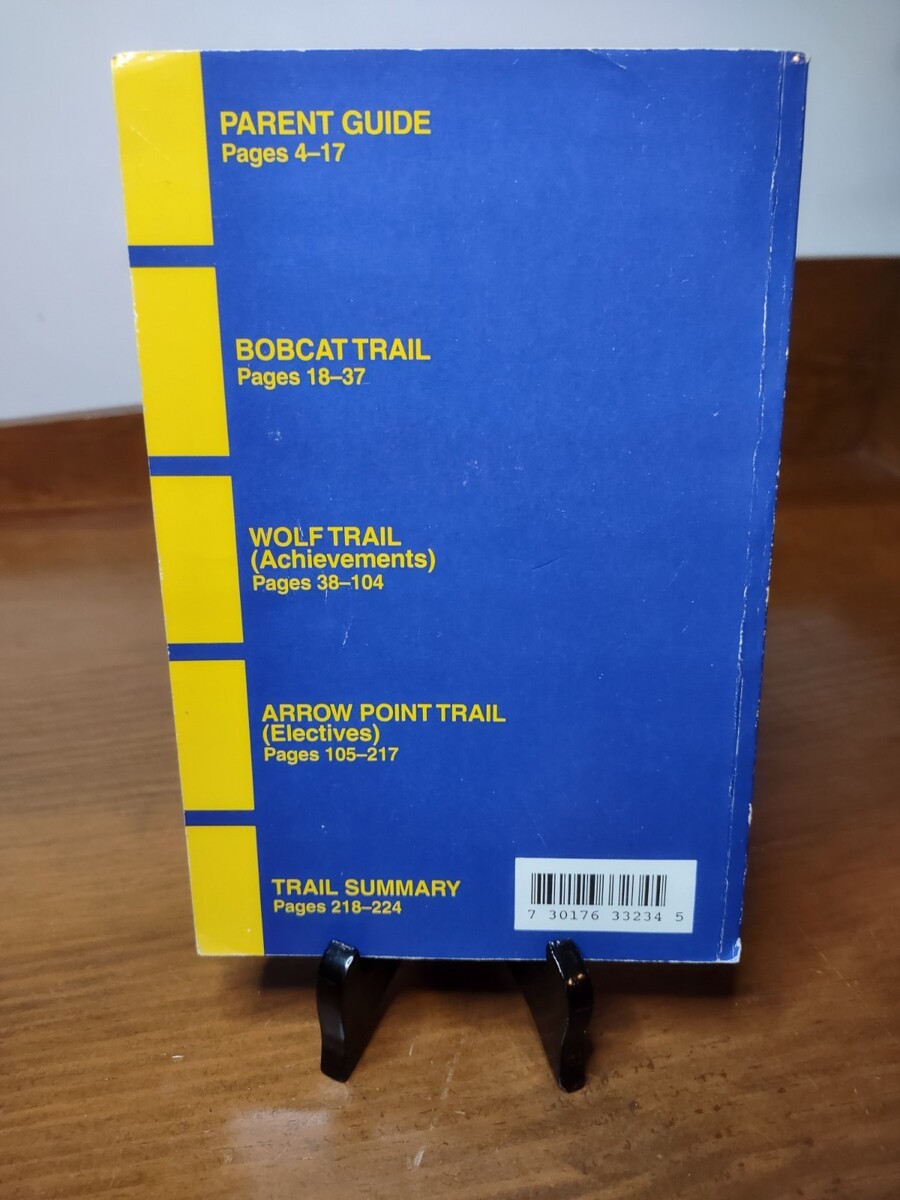 PARENT GUIDE
Pages 4–17
BOBCAT TRAIL
Pages 18–37
WOLF TRAIL
(Achievements)
Pages 38–104
ARROW POINT TRAIL
(Electives)
Pages 105–217
TRAIL SUMMARY
Pages 218–224
7 30176 33234 5